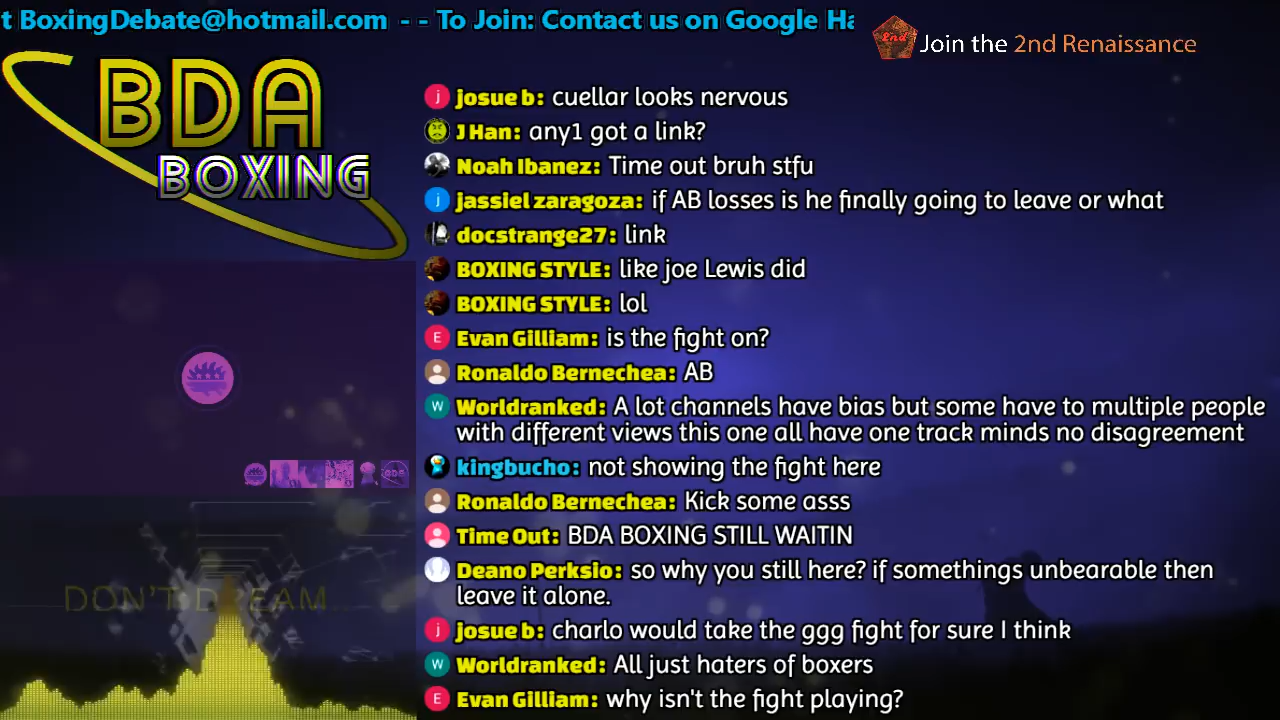 t BoxingDebate@hotmail.com - - To Join: Contact us on Google Ha
End
Join the 2nd Renaissance
BDA
BOXING
j josue b: cuellar looks nervous
J Han: any1 got a link?
Noah Ibanez: Time out bruh stfu
j jassiel zaragoza: if AB losses is he finally going to leave or what
docstrange27: link
BOXING STYLE: like joe Lewis did
BOXING STYLE: lol
E Evan Gilliam: is the fight on?
Ronaldo Bernechea: AB
W Worldranked: A lot channels have bias but some have to multiple people
with different views this one all have one track minds no disagreement
kingbucho: not showing the fight here
Ronaldo Bernechea: Kick some asss
Time Out: BDA BOXING STILL WAITIN
Deano Perksio: so why you still here? if somethings unbearable then
leave it alone.
j josue b: charlo would take the ggg fight for sure I think
W Worldranked: All just haters of boxers
E Evan Gilliam: why isn't the fight playing?
DON'T DREAM